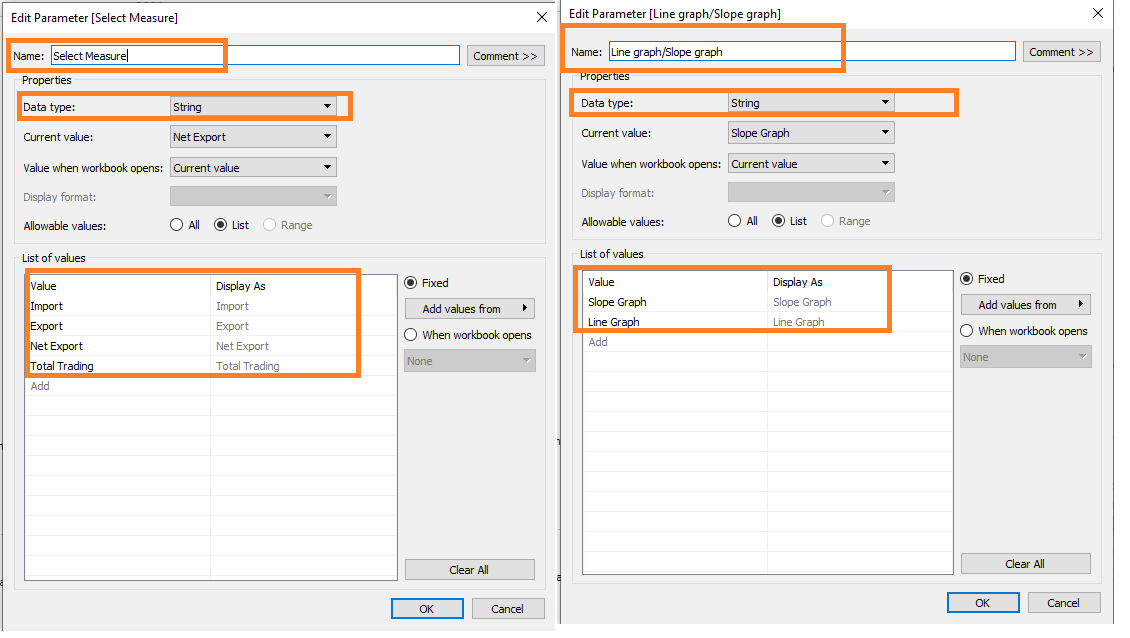 Edit Parameter [Select Measure]
Name: Select Measure
Comment >>
Properties
Data type: String
Current value: Net Export
Value when workbook opens: Current value
Display format:
Allowable values: All List Range
List of values
Value Display As
Import Import
Export Export
Net Export Net Export
Total Trading Total Trading
Add
Fixed
Add values from
When workbook opens
None
Clear All
OK Cancel
Edit Parameter [Line graph/Slope graph]
Name: Line graph/Slope graph
Comment >>
Properties
Data type: String
Current value: Slope Graph
Value when workbook opens: Current value
Display format:
Allowable values: All List Range
List of values
Value Display As
Slope Graph Slope Graph
Line Graph Line Graph
Add
Fixed
Add values from
When workbook opens
None
Clear All
OK Cancel